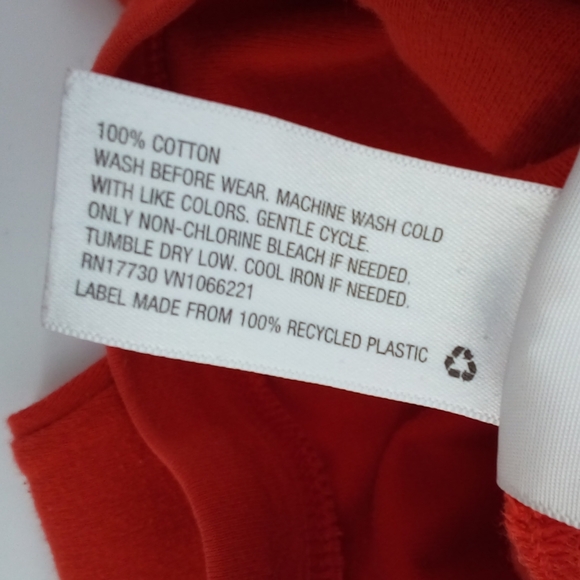 100% COTTON
WASH BEFORE WEAR. MACHINE WASH COLD
WITH LIKE COLORS. GENTLE CYCLE.
ONLY NON-CHLORINE BLEACH IF NEEDED.
TUMBLE DRY LOW. COOL IRON IF NEEDED.
RN17730 VN1066221
LABEL MADE FROM 100% RECYCLED PLASTIC